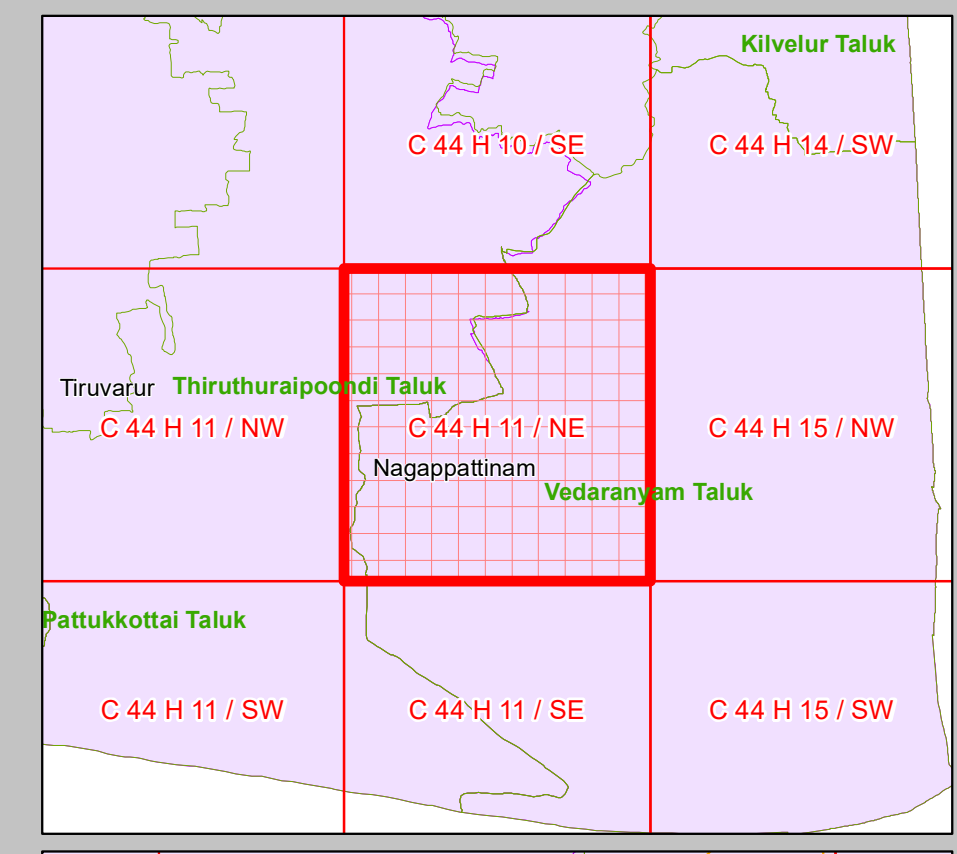 Kilvelur Taluk
C 44 H 10 / SE
C 44 H 14 / SW
Tiruvarur
Thiruthuraipoondi Taluk
C 44 H 11 / NW
C 44 H 11 / NE
C 44 H 15 / NW
Nagappattinam
Vedaranyam Taluk
Pattukkottai Taluk
C 44 H 11 / SW
C 44 H 11 / SE
C 44 H 15 / SW